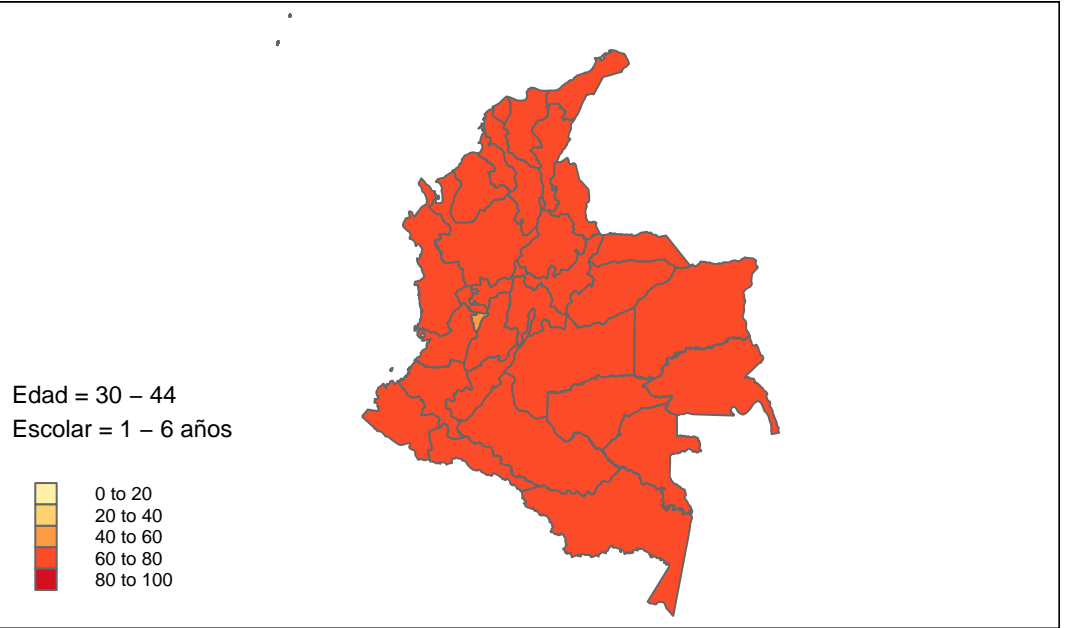 Edad = 30 – 44
Escolar = 1 – 6 años
0 to 20
20 to 40
40 to 60
60 to 80
80 to 100